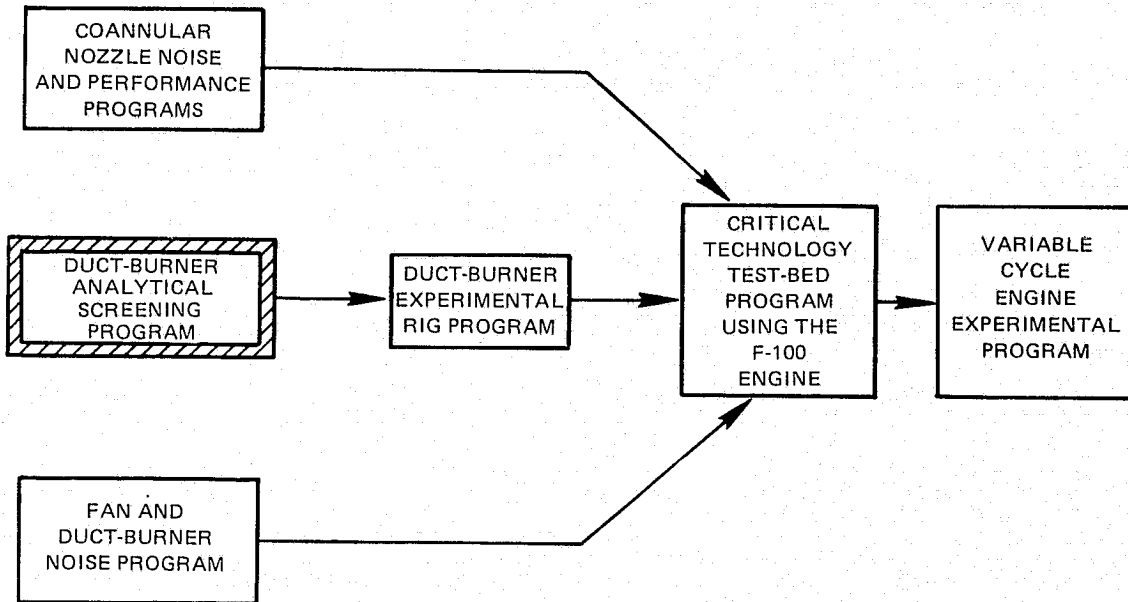 COANNULAR
NOZZLE NOISE
AND PERFORMANCE
PROGRAMS
DUCT-BURNER
ANALYTICAL
SCREENING
PROGRAM
DUCT-BURNER
EXPERIMENTAL
RIG PROGRAM
FAN AND
DUCT-BURNER
NOISE PROGRAM
CRITICAL
TECHNOLOGY
TEST-BED
PROGRAM
USING THE
F-100
ENGINE
VARIABLE
CYCLE
ENGINE
EXPERIMENTAL
PROGRAM